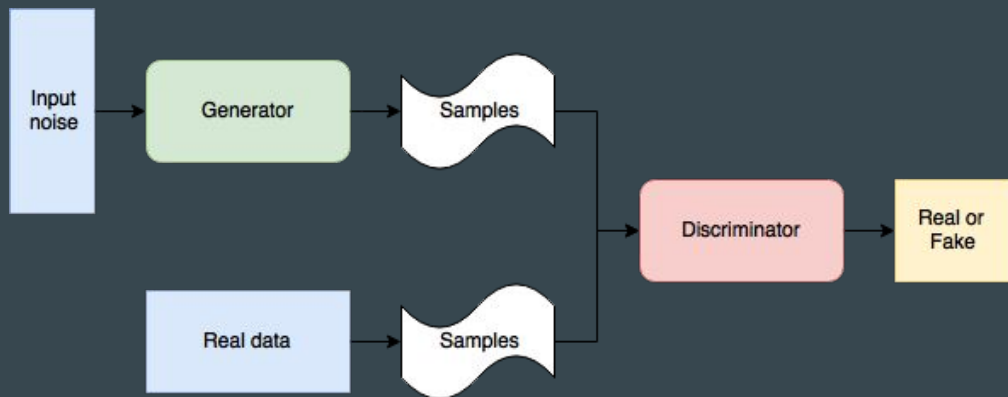 Input
noise
Generator
Samples
Discriminator
Real or
Fake
Real data
Samples